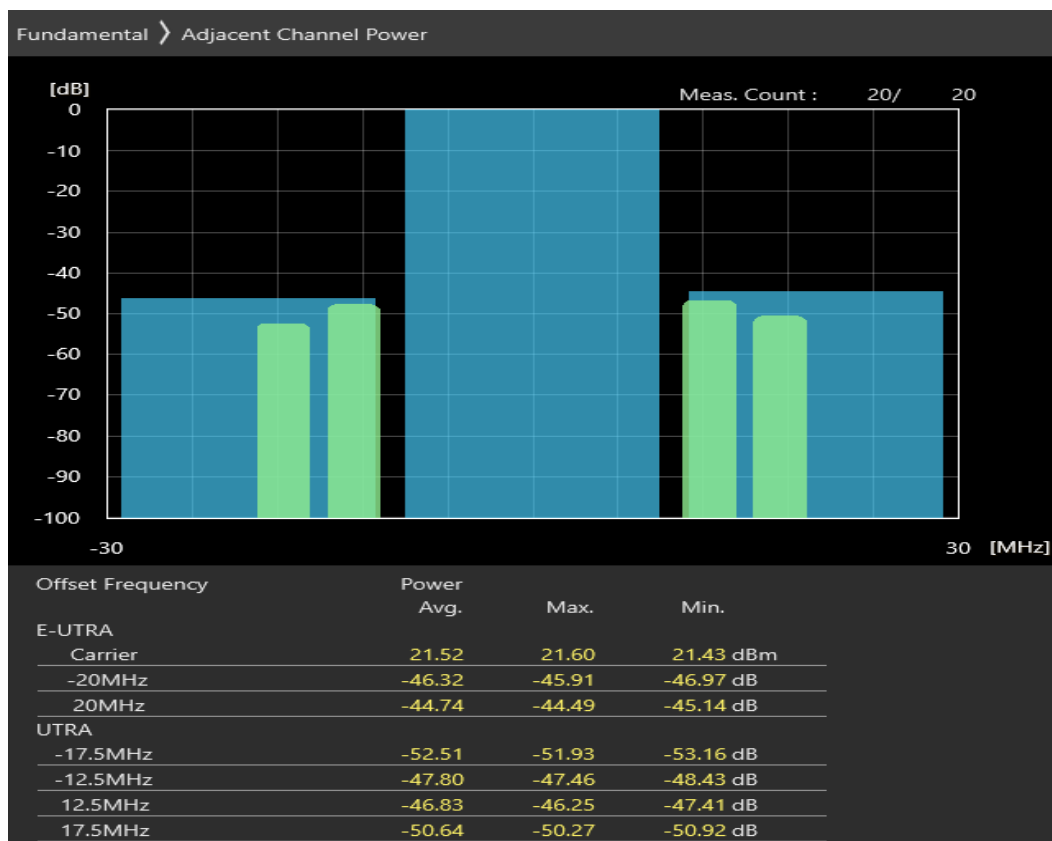 Fundamental ❯ Adjacent Channel Power
[dB]
Meas. Count : 20/ 20
0
-10
-20
-30
-40
-50
-60
-70
-80
-90
-100
-30 30 [MHz]
Offset Frequency Power
Avg. Max. Min.
E-UTRA
Carrier 21.52 21.60 21.43 dBm
-20MHz -46.32 -45.91 -46.97 dB
20MHz -44.74 -44.49 -45.14 dB
UTRA
-17.5MHz -52.51 -51.93 -53.16 dB
-12.5MHz -47.80 -47.46 -48.43 dB
12.5MHz -46.83 -46.25 -47.41 dB
17.5MHz -50.64 -50.27 -50.92 dB